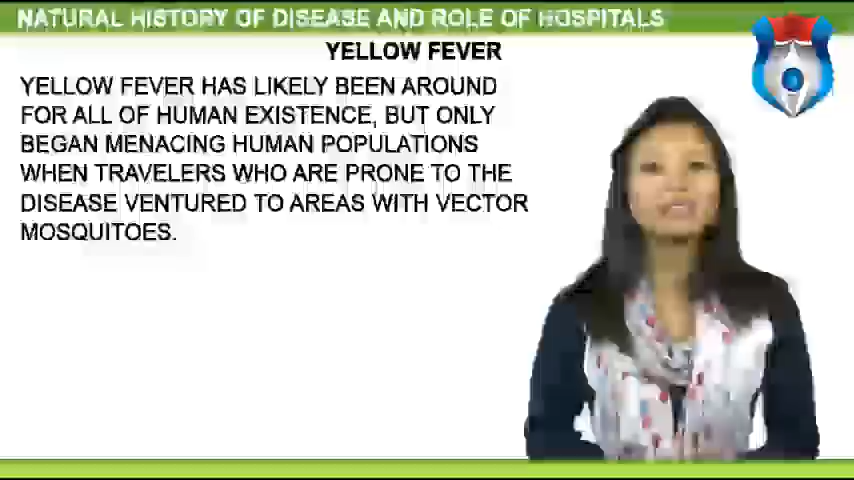 NATURAL HISTORY OF DISEASE AND ROLE OF HOSPITALS
YELLOW FEVER
YELLOW FEVER HAS LIKELY BEEN AROUND
FOR ALL OF HUMAN EXISTENCE, BUT ONLY
BEGAN MENACING HUMAN POPULATIONS
WHEN TRAVELERS WHO ARE PRONE TO THE
DISEASE VENTURED TO AREAS WITH VECTOR
MOSQUITOES.